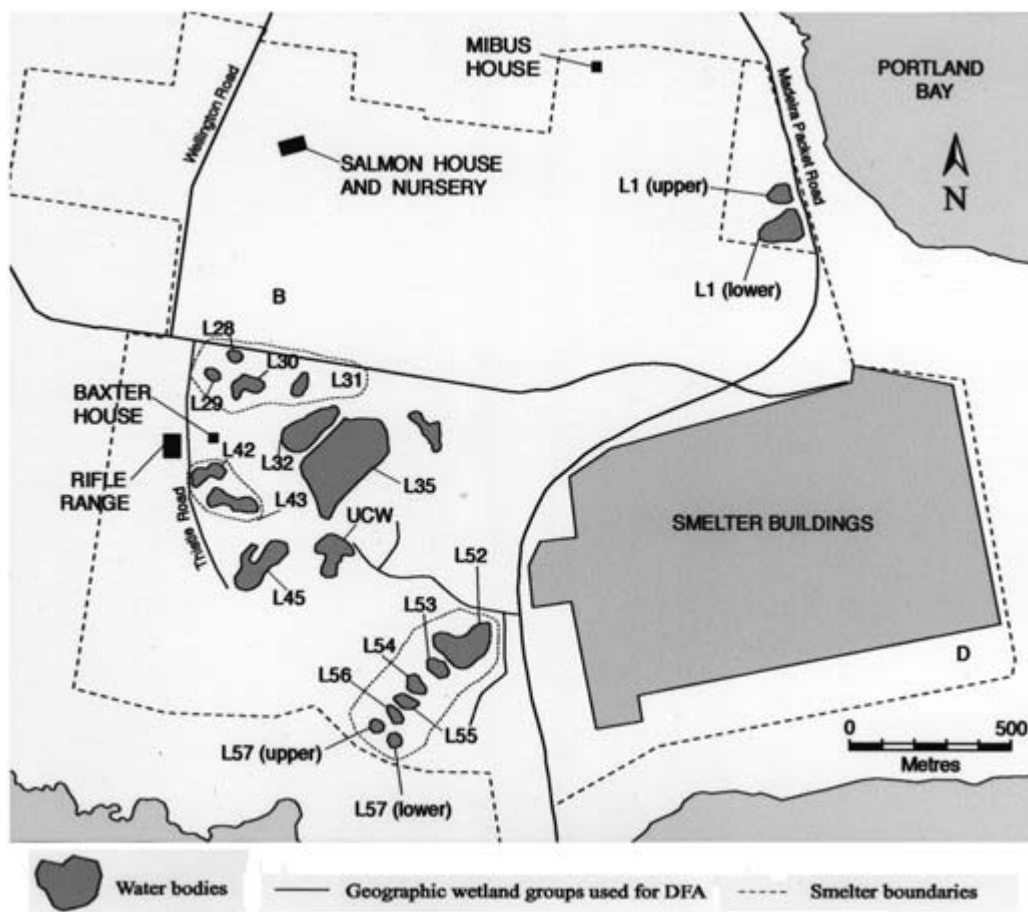 MIBUS
HOUSE
PORTLAND
BAY
Wellington Road
Madeira Packet Road
SALMON HOUSE
AND NURSERY
L1 (upper)
N
L1 (lower)
B
L28
L30
L31
L29
BAXTER
HOUSE
L42
L32
RIFLE
RANGE
L43
L35
UCW
SMELTER BUILDINGS
L45
L52
L53
L54
L56
L55
L57 (upper)
L57 (lower)
D
0 500
Metres
Water bodies
Geographic wetland groups used for DFA
Smelter boundaries